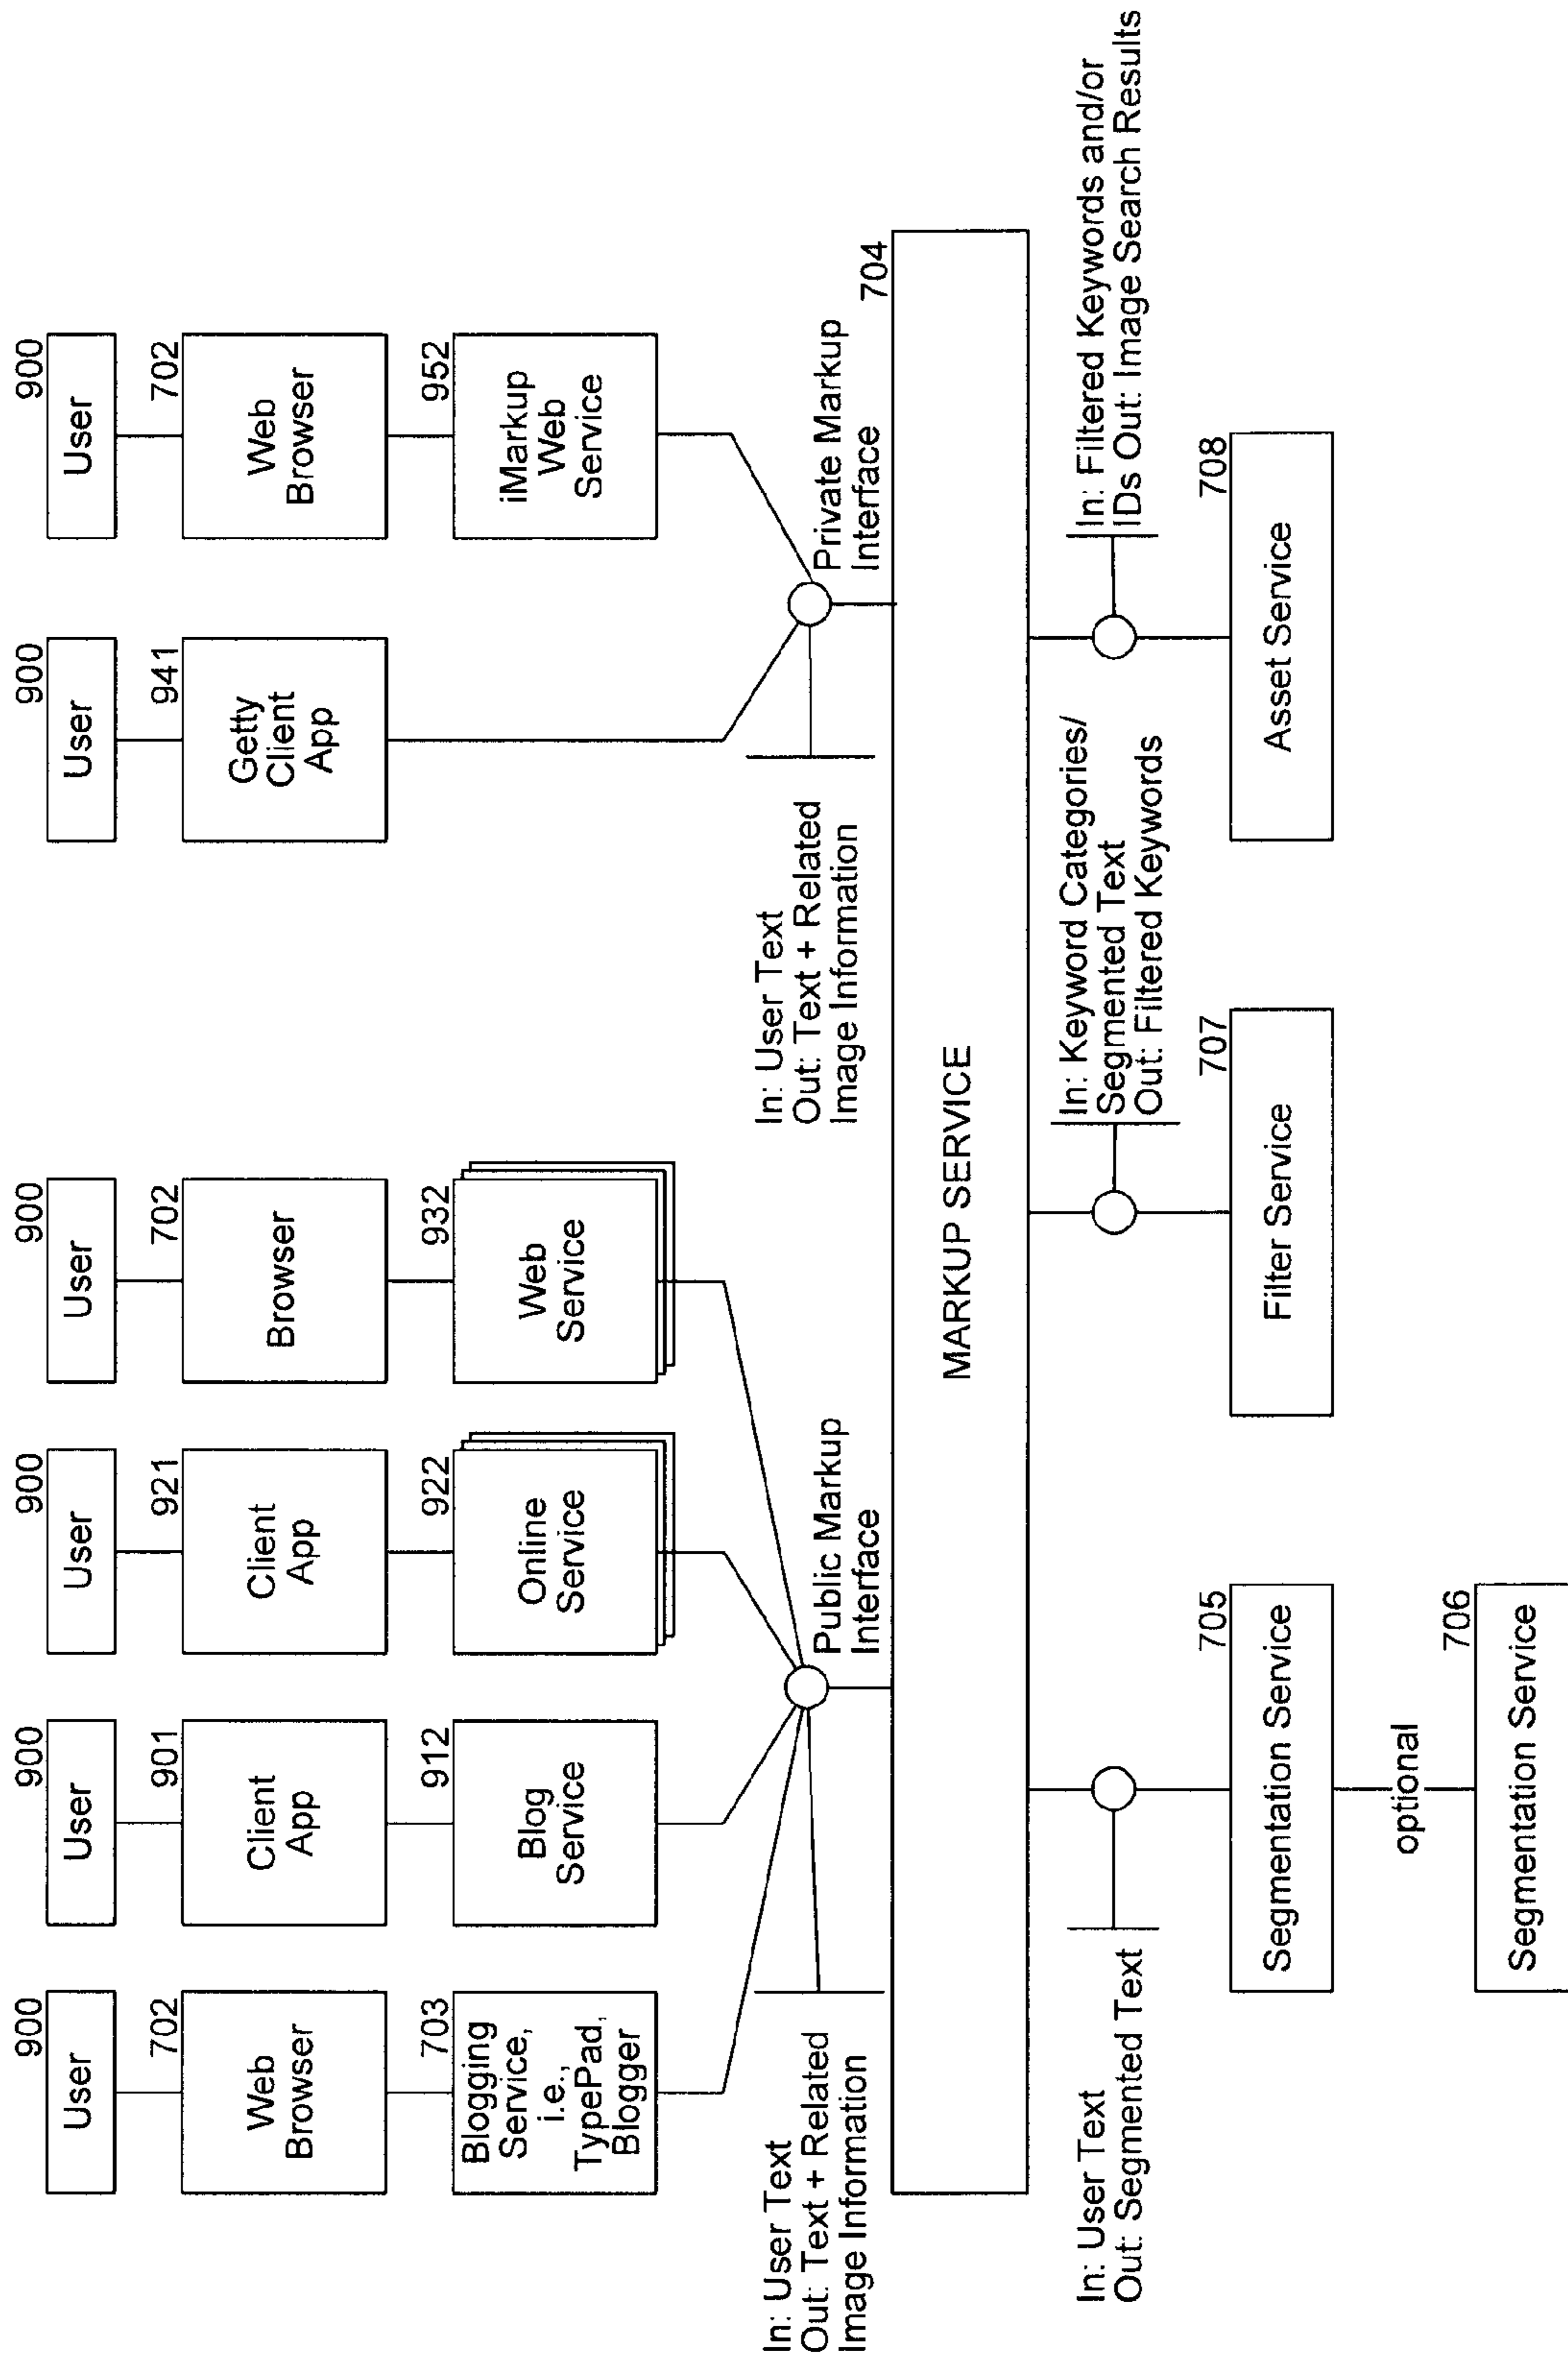 900
User
900
User
900
User
900
User
900
User
900
User
702
Web
Browser
901
Client
App
921
Client
App
702
Browser
941
Getty
Client
App
702
Web
Browser
703
Blogging
Service,
i.e.,
TypePad,
Blogger
912
Blog
Service
922
Online
Service
932
Web
Service
952
iMarkup
Web
Service
In: User Text
Out: Text + Related
Image Information
Public Markup
Interface
In: User Text
Out: Text + Related
Image Information
Private Markup
Interface
704
MARKUP SERVICE
In: User Text
Out: Segmented Text
In: Keyword Categories/
Segmented Text
Out: Filtered Keywords
In: Filtered Keywords and/or
IDs Out: Image Search Results
705
Segmentation Service
707
Filter Service
708
Asset Service
optional
706
Segmentation Service